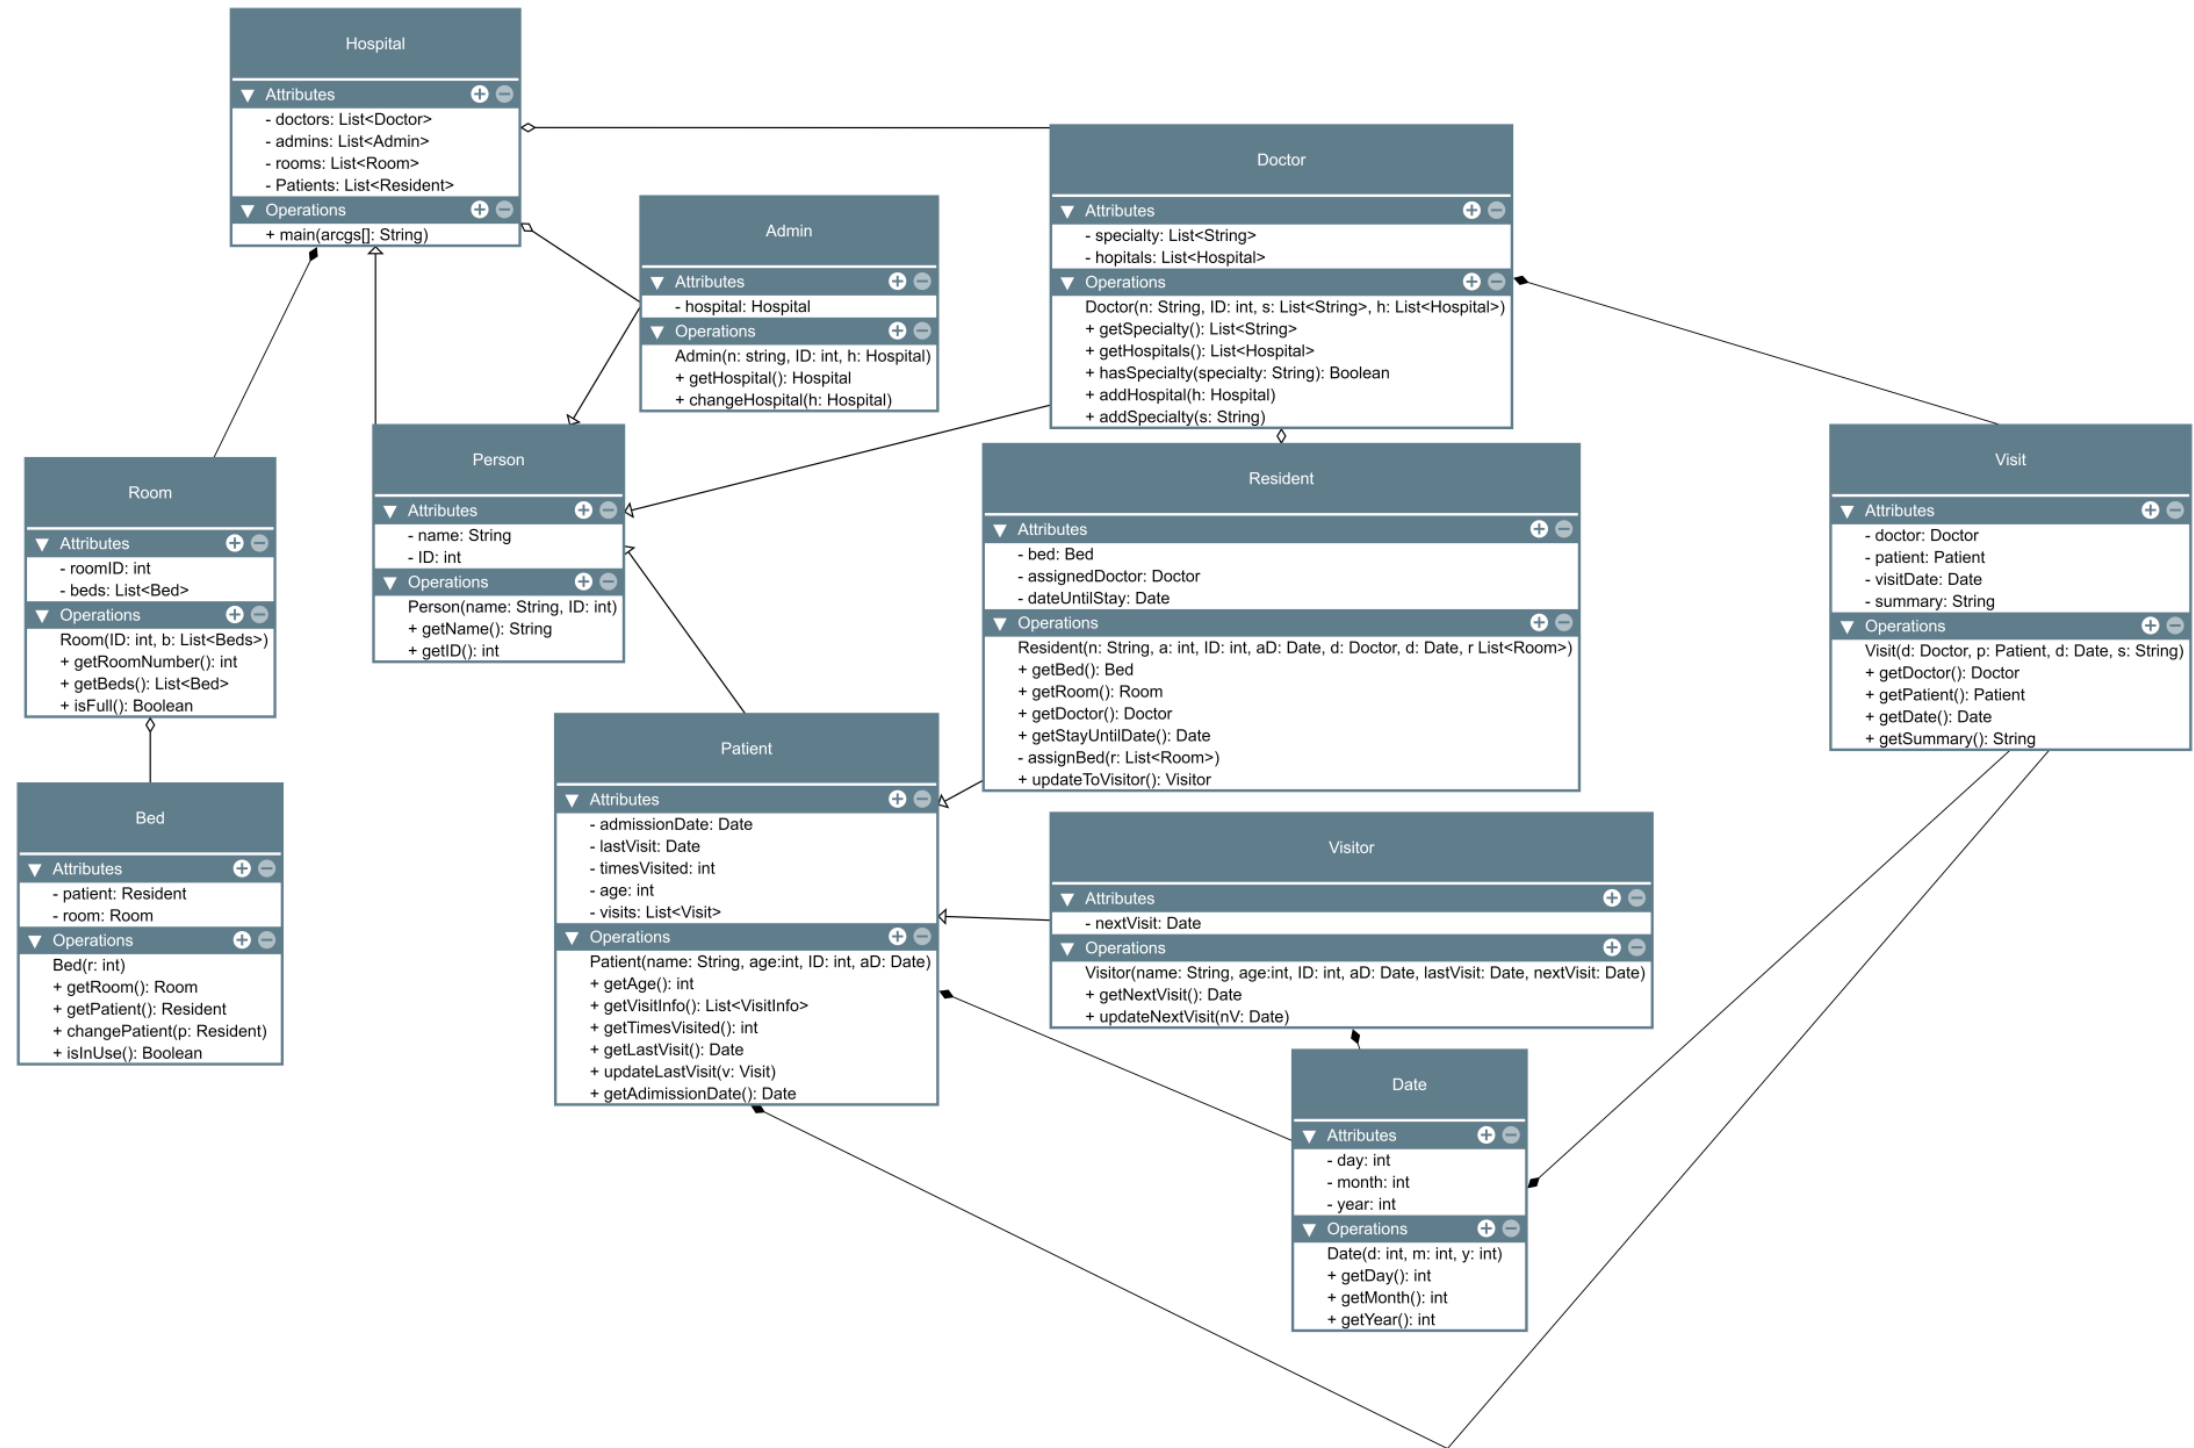 Hospital
Attributes
- doctors: List<Doctor>
- admins: List<Admin>
- rooms: List<Room>
- Patients: List<Resident>
Operations
+ main(arcgs[]: String)
Doctor
Attributes
- specialty: List<String>
- hopitals: List<Hospital>
Operations
Doctor(n: String, ID: int, s: List<String>, h: List<Hospital>)
+ getSpecialty(): List<String>
+ getHospitals(): List<Hospital>
+ hasSpecialty(specialty: String): Boolean
+ addHospital(h: Hospital)
+ addSpecialty(s: String)
Admin
Attributes
- hospital: Hospital
Operations
Admin(n: string, ID: int, h: Hospital)
+ getHospital(): Hospital
+ changeHospital(h: Hospital)
Person
Attributes
- name: String
- ID: int
Operations
Person(name: String, ID: int)
+ getName(): String
+ getID(): int
Visit
Attributes
- doctor: Doctor
- patient: Patient
- visitDate: Date
- summary: String
Operations
Visit(d: Doctor, p: Patient, d: Date, s: String)
+ getDoctor(): Doctor
+ getPatient(): Patient
+ getDate(): Date
+ getSummary(): String
Resident
Attributes
- bed: Bed
- assignedDoctor: Doctor
- dateUntilStay: Date
Operations
Resident(n: String, a: int, ID: int, aD: Date, d: Doctor, d: Date, r List<Room>)
+ getBed(): Bed
+ getRoom(): Room
+ getDoctor(): Doctor
+ getStayUntilDate(): Date
- assignBed(r: List<Room>)
+ updateToVisitor(): Visitor
Room
Attributes
- roomID: int
- beds: List<Bed>
Operations
Room(ID: int, b: List<Beds>)
+ getRoomNumber(): int
+ getBeds(): List<Bed>
+ isFull(): Boolean
Patient
Attributes
- admissionDate: Date
- lastVisit: Date
- timesVisited: int
- age: int
- visits: List<Visit>
Operations
Patient(name: String, age:int, ID: int, aD: Date)
+ getAge(): int
+ getVisitInfo(): List<VisitInfo>
+ getTimesVisited(): int
+ getLastVisit(): Date
+ updateLastVisit(v: Visit)
+ getAdimissionDate(): Date
Bed
Attributes
- patient: Resident
- room: Room
Operations
Bed(r: int)
+ getRoom(): Room
+ getPatient(): Resident
+ changePatient(p: Resident)
+ isInUse(): Boolean
Visitor
Attributes
- nextVisit: Date
Operations
Visitor(name: String, age:int, ID: int, aD: Date, lastVisit: Date, nextVisit: Date)
+ getNextVisit(): Date
+ updateNextVisit(nV: Date)
Date
Attributes
- day: int
- month: int
- year: int
Operations
Date(d: int, m: int, y: int)
+ getDay(): int
+ getMonth(): int
+ getYear(): int